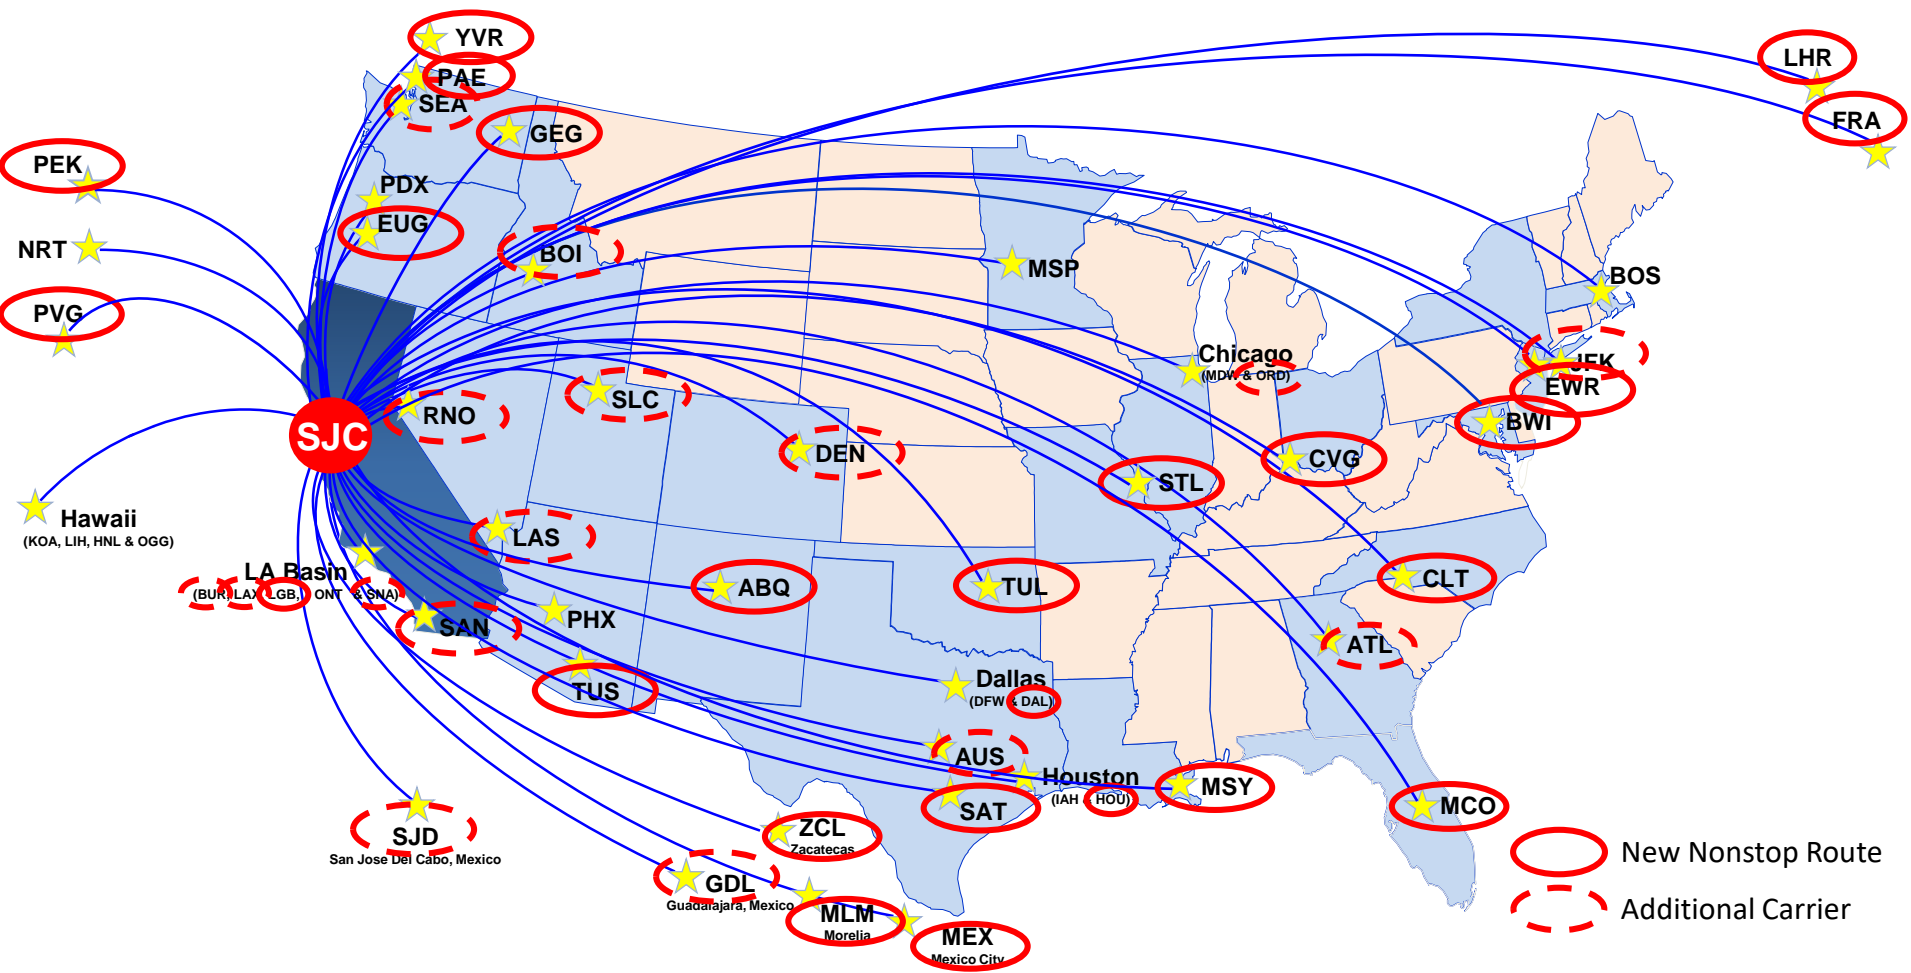 YVR
PAE
SEA
GEG
LHR
FRA
PEK
PDX
EUG
NRT
BOI
MSP
BOS
PVG
Chicago
(MDW & ORD)
JFK
EWR
SLC
RNO
BWI
SJC
DEN
CVG
STL
Hawaii
(KOA, LIH, HNL & OGG)
LAS
LA Basin
(BUR, LAX, LGB, ONT & SNA)
ABQ
TUL
CLT
PHX
SAN
ATL
TUS
Dallas
(DFW & DAL)
AUS
Houston
(IAH & HOU)
MSY
SAT
MCO
ZCL
Zacatecas
SJD
San Jose Del Cabo, Mexico
GDL
Guadalajara, Mexico
MLM
Morelia
MEX
Mexico City
New Nonstop Route
Additional Carrier